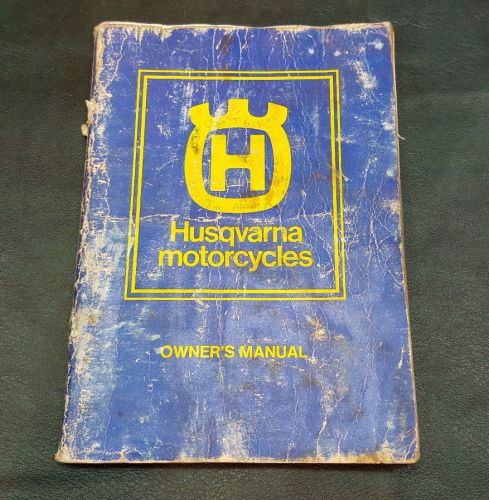 H
Husqvarna
motorcycles
OWNER'S MANUAL